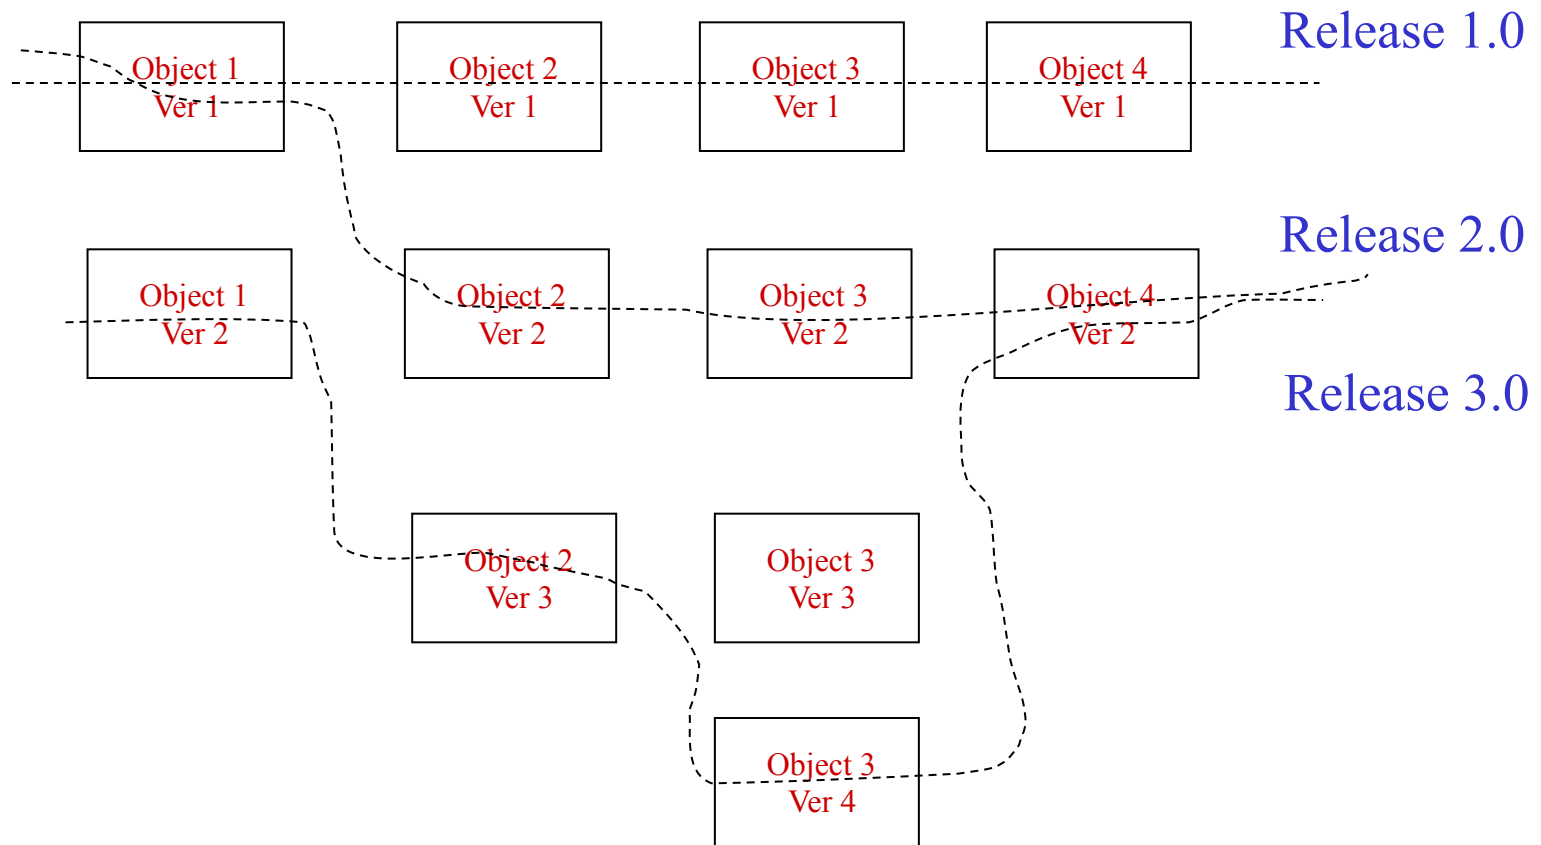 Release 1.0
Object 1
Ver 1
Object 2
Ver 1
Object 3
Ver 1
Object 4
Ver 1
Release 2.0
Object 1
Ver 2
Object 2
Ver 2
Object 3
Ver 2
Object 4
Ver 2
Release 3.0
Object 2
Ver 3
Object 3
Ver 3
Object 3
Ver 4